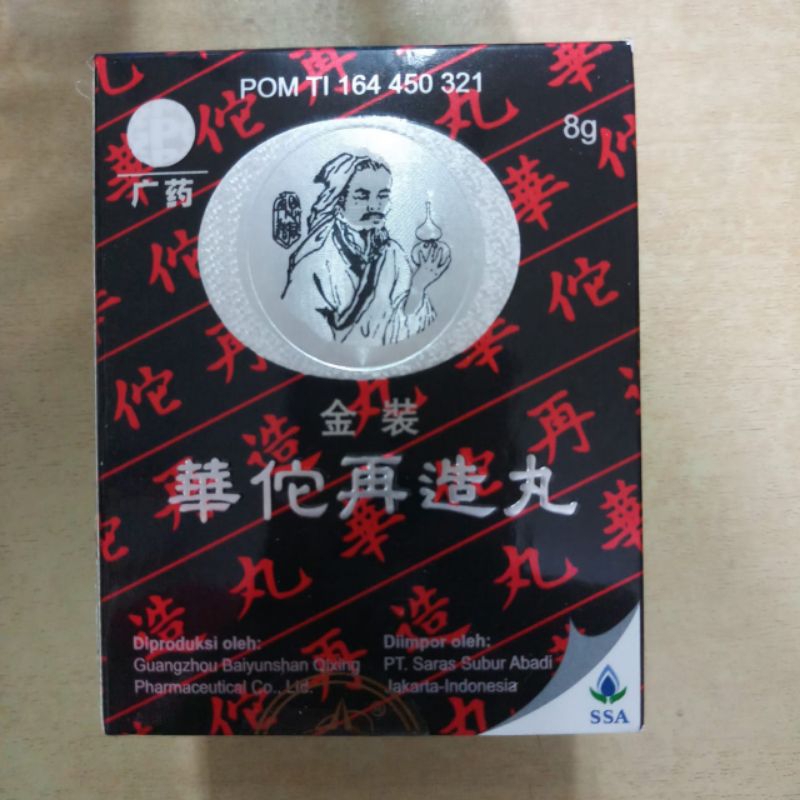 POM TI 164 450 321
8g
广药
金裝
華佗再造丸
Diproduksi oleh:
Guangzhou Baiyunshan Qixing
Pharmaceutical Co., Ltd.
Diimpor oleh:
PT. Saras Subur Abadi
Jakarta-Indonesia
SSA